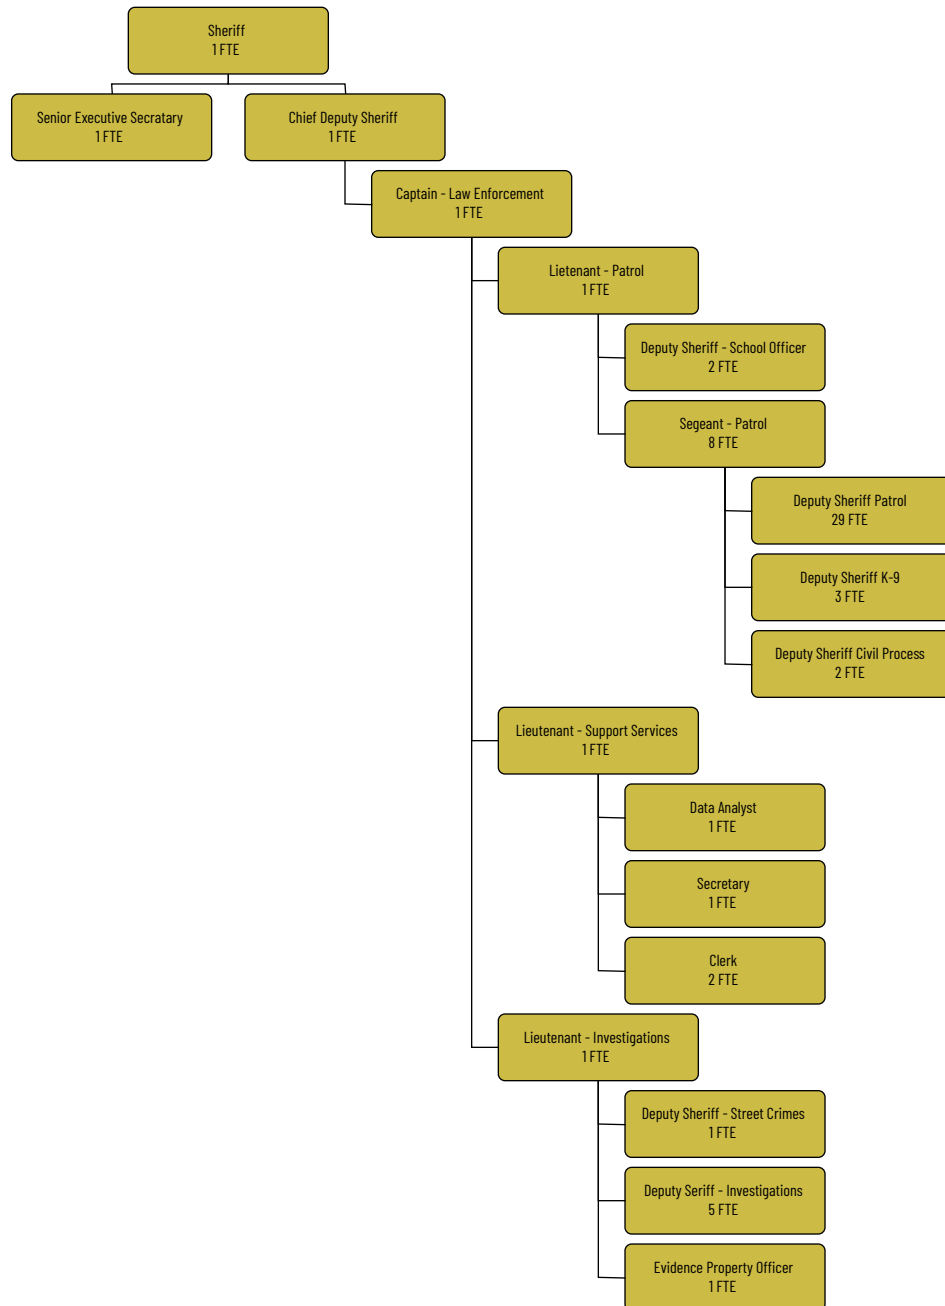 Sheriff
1 FTE
Senior Executive Secratary
1 FTE
Chief Deputy Sheriff
1 FTE
Captain - Law Enforcement
1 FTE
Lietenant - Patrol
1 FTE
Deputy Sheriff - School Officer
2 FTE
Segeant - Patrol
8 FTE
Deputy Sheriff Patrol
29 FTE
Deputy Sheriff K-9
3 FTE
Deputy Sheriff Civil Process
2 FTE
Lieutenant - Support Services
1 FTE
Data Analyst
1 FTE
Secretary
1 FTE
Clerk
2 FTE
Lieutenant - Investigations
1 FTE
Deputy Sheriff - Street Crimes
1 FTE
Deputy Seriff - Investigations
5 FTE
Evidence Property Officer
1 FTE